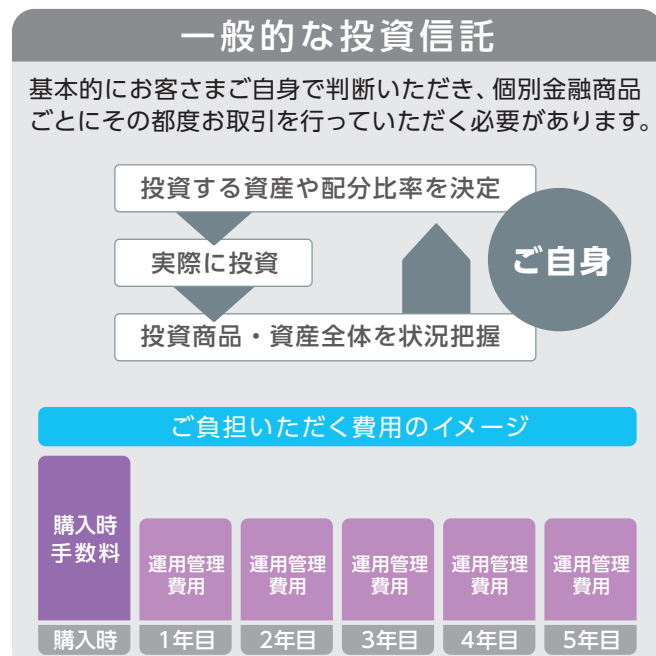 一般的な投資信託
基本的にお客さまご自身で判断いただき、個別金融商品
ごとにその都度お取引を行っていただく必要があります。
投資する資産や配分比率を決定
実際に投資
ご自身
投資商品・資産全体を状況把握
ご負担いただく費用のイメージ
購入時
手数料
運用管理
費用
運用管理
費用
運用管理
費用
運用管理
費用
運用管理
費用
購入時
1年目
2年目
3年目
4年目
5年目